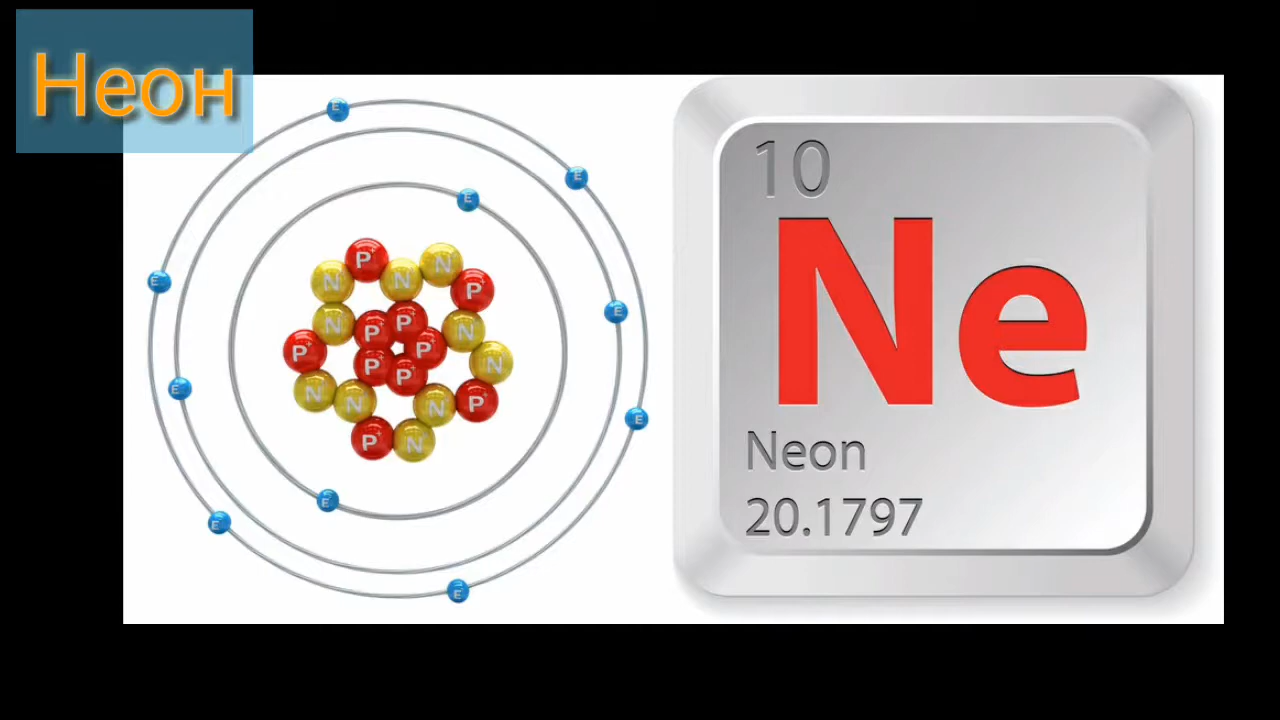 Неон
E
E
E
P⁺ N
N N P⁺
E
E
N P⁺ P⁺ N
P⁺ P⁺ N
P⁺ P⁺
E
N N N P⁺
E
P⁺ N
E
E
E
10
Ne
Neon
20.1797